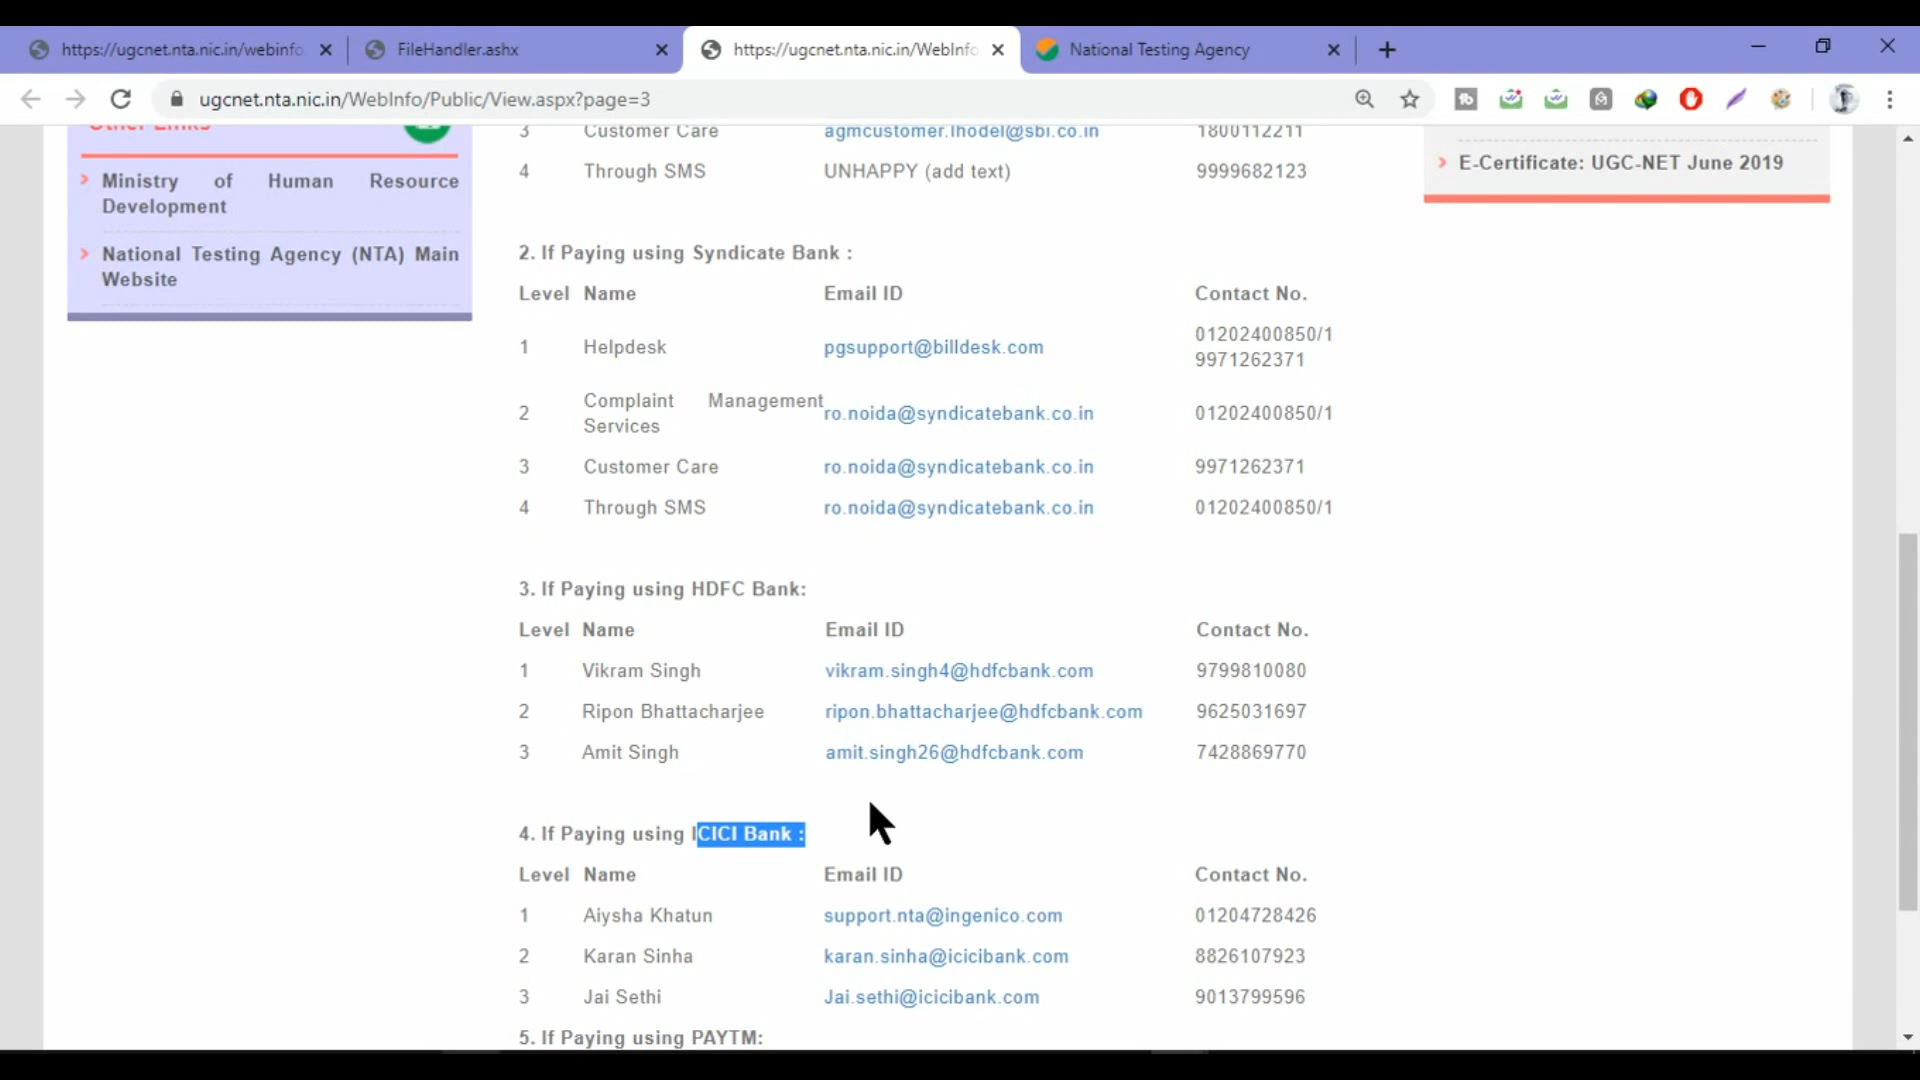 https://ugcnet.nta.nic.in/webinfo
FileHandler.ashx
https://ugcnet.nta.nic.in/WebInfo
National Testing Agency
ugcnet.nta.nic.in/WebInfo/Public/View.aspx?page=3
Other Links
Ministry of Human Resource
Development
National Testing Agency (NTA) Main
Website
3 Customer Care agmcustomer.lhodel@sbi.co.in 1800112211
4 Through SMS UNHAPPY (add text) 9999682123
E-Certificate: UGC-NET June 2019
2. If Paying using Syndicate Bank :
Level Name Email ID Contact No.
1 Helpdesk pgsupport@billdesk.com 01202400850/1
9971262371
2 Complaint Management
Services ro.noida@syndicatebank.co.in 01202400850/1
3 Customer Care ro.noida@syndicatebank.co.in 9971262371
4 Through SMS ro.noida@syndicatebank.co.in 01202400850/1
3. If Paying using HDFC Bank:
Level Name Email ID Contact No.
1 Vikram Singh vikram.singh4@hdfcbank.com 9799810080
2 Ripon Bhattacharjee ripon.bhattacharjee@hdfcbank.com 9625031697
3 Amit Singh amit.singh26@hdfcbank.com 7428869770
4. If Paying using ICICI Bank :
Level Name Email ID Contact No.
1 Aiysha Khatun support.nta@ingenico.com 01204728426
2 Karan Sinha karan.sinha@icicibank.com 8826107923
3 Jai Sethi Jai.sethi@icicibank.com 9013799596
5. If Paying using PAYTM: